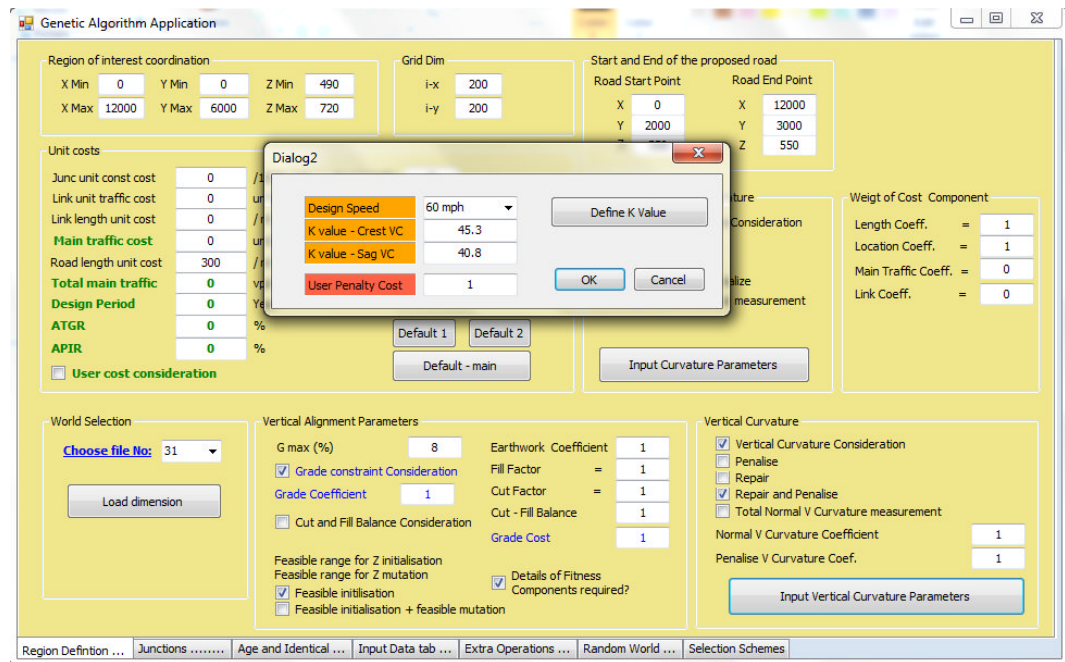 Genetic Algorithm Application
Region of interest coordination
X Min 0 Y Min 0 Z Min 490
X Max 12000 Y Max 6000 Z Max 720
Grid Dim
i-x 200
i-y 200
Start and End of the proposed road
Road Start Point Road End Point
X 0 X 12000
Y 2000 Y 3000
Z 550
Unit costs
Junc unit const cost 0
Link unit traffic cost 0
Link length unit cost 0
Main traffic cost 0
Road length unit cost 300
Total main traffic 0
Design Period 0
ATGR 0 %
APIR 0 %
User cost consideration
Default 1 Default 2
Default - main
Dialog2
Design Speed 60 mph
K value - Crest VC 45.3
K value - Sag VC 40.8
User Penalty Cost 1
Define K Value
OK Cancel
Consideration
measurement
Input Curvature Parameters
Weigt of Cost Component
Length Coeff. = 1
Location Coeff. = 1
Main Traffic Coeff. = 0
Link Coeff. = 0
World Selection
Choose file No: 31
Load dimension
Vertical Alignment Parameters
G max (%) 8
Grade constraint Consideration
Grade Coefficient 1
Cut and Fill Balance Consideration
Feasible range for Z initialisation
Feasible range for Z mutation
Feasible initilisation
Feasible initialisation + feasible mutation
Earthwork Coefficient 1
Fill Factor = 1
Cut Factor = 1
Cut - Fill Balance 1
Grade Cost 1
Details of Fitness
Components required?
Vertical Curvature
Vertical Curvature Consideration
Penalise
Repair
Repair and Penalise
Total Normal V Curvature measurement
Normal V Curvature Coefficient 1
Penalise V Curvature Coef. 1
Input Vertical Curvature Parameters
Region Defintion ... Junctions ........ Age and Identical ... Input Data tab ... Extra Operations ... Random World ... Selection Schemes